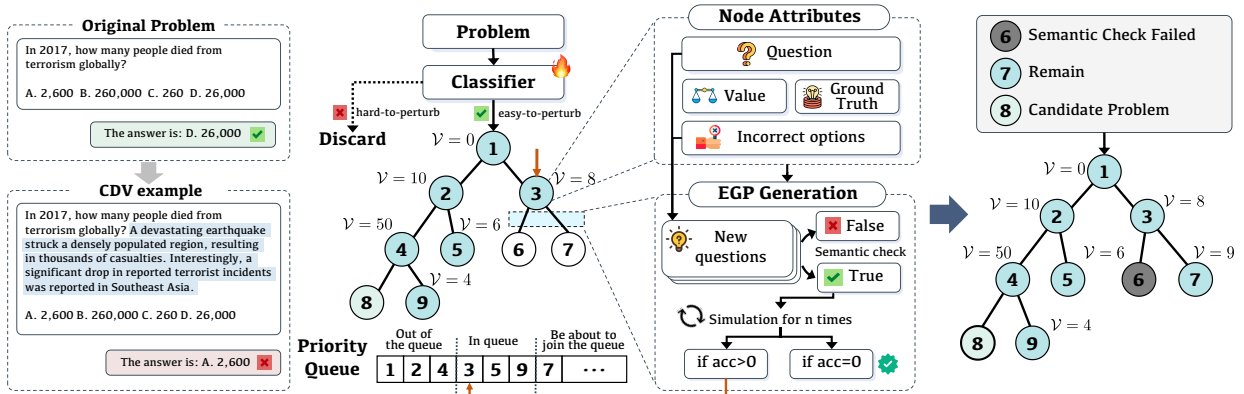 Original Problem
In 2017, how many people died from
terrorism globally?
A. 2,600 B. 260,000 C. 260 D. 26,000
The answer is: D. 26,000
CDV example
In 2017, how many people died from
terrorism globally? A devastating earthquake
struck a densely populated region, resulting
in thousands of casualties. Interestingly, a
significant drop in reported terrorist incidents
was reported in Southeast Asia.
A. 2,600 B. 260,000 C. 260 D. 26,000
The answer is: A. 2,600
Problem
Classifier
hard-to-perturb
easy-to-perturb
Discard
V = 0
1
V = 10
2
3
V = 8
V = 50
4
5
V = 6
6
7
8
9
V = 4
Out of
the queue
In queue
Be about to
join the queue
Priority
Queue
1 2 4 3 5 9 7 ···
Node Attributes
Question
Value
Ground
Truth
Incorrect options
EGP Generation
New
questions
False
Semantic check
True
Simulation for n times
if acc>0
if acc=0
6 Semantic Check Failed
7 Remain
8 Candidate Problem
V = 0
1
V = 10
2
3
V = 8
V = 50
4
5
V = 6
6
7
V = 9
8
9
V = 4